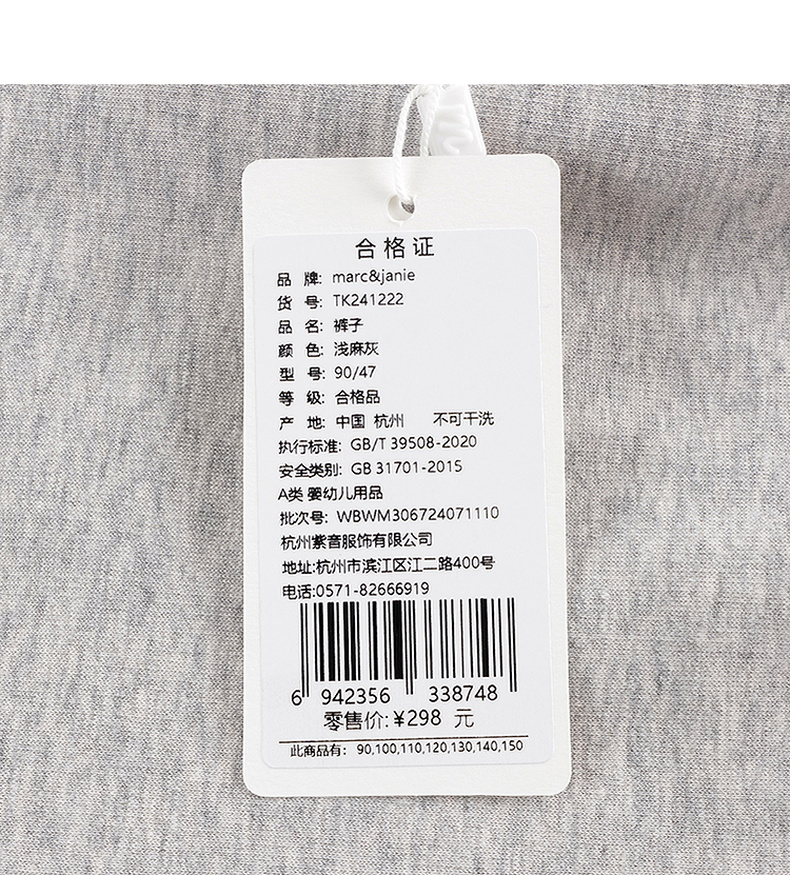 合格证
品 牌: marc&janie
货 号: TK241222
品 名: 裤子
颜 色: 浅麻灰
型 号: 90/47
等 级: 合格品
产 地: 中国 杭州 不可干洗
执行标准: GB/T 39508-2020
安全类别: GB 31701-2015
A类 婴幼儿用品
批次号: WBWM306724071110
杭州紫音服饰有限公司
地址:杭州市滨江区江二路400号
电话:0571-82666919
6 942356 338748
零售价:¥298 元
此商品有: 90,100,110,120,130,140,150